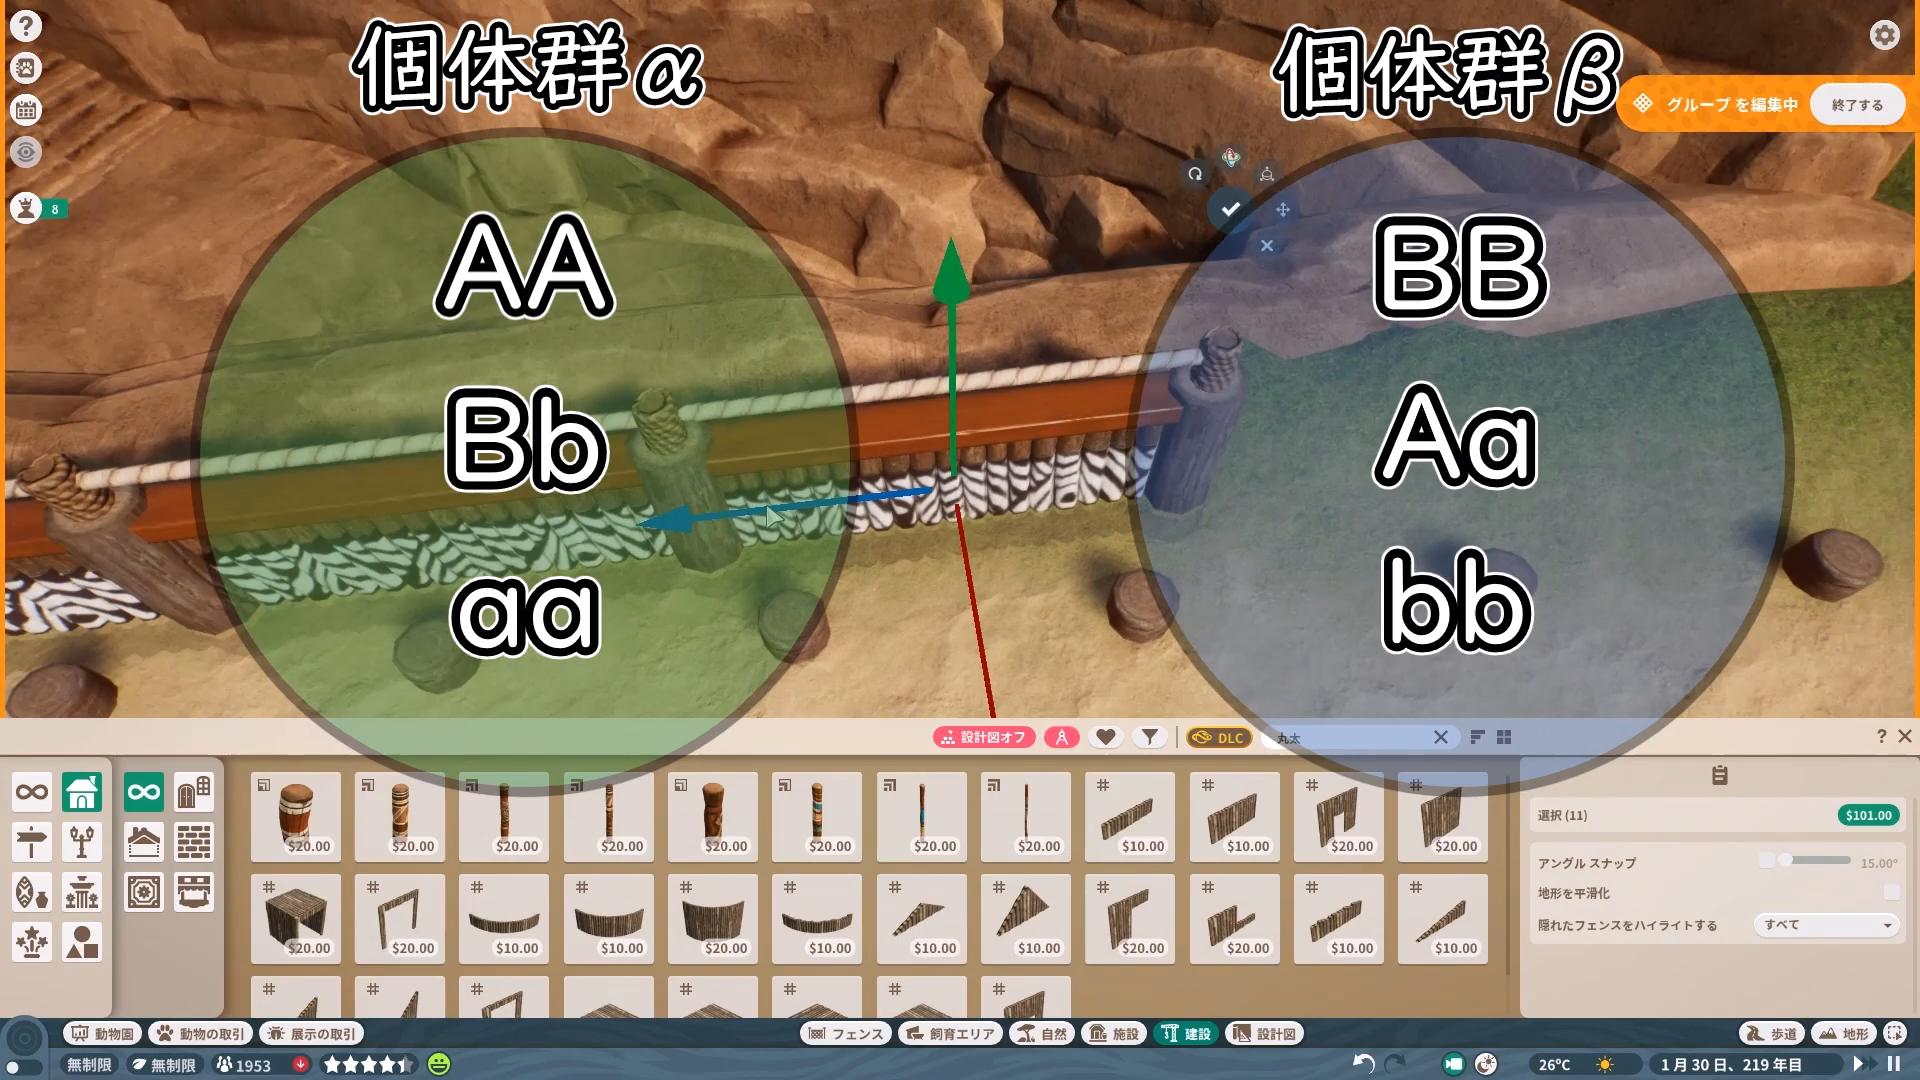 個体群α
個体群β
グループ を編集中
終了する
8
AA
BB
Bb
Aa
aa
bb
設計図オフ
DLC
丸太
?
$20.00
$20.00
$20.00
$20.00
$20.00
$20.00
$20.00
$20.00
$10.00
$10.00
$20.00
$20.00
$20.00
$20.00
$10.00
$10.00
$20.00
$10.00
$10.00
$10.00
$20.00
$20.00
$10.00
$10.00
選択 (11)
$101.00
アングル スナップ
15.00°
地形を平滑化
隠れたフェンスをハイライトする
すべて
動物園
動物の取引
展示の取引
フェンス
飼育エリア
自然
施設
建設
設計図
歩道
地形
無制限
無制限
1953
26°C
1 月 30 日、219 年目